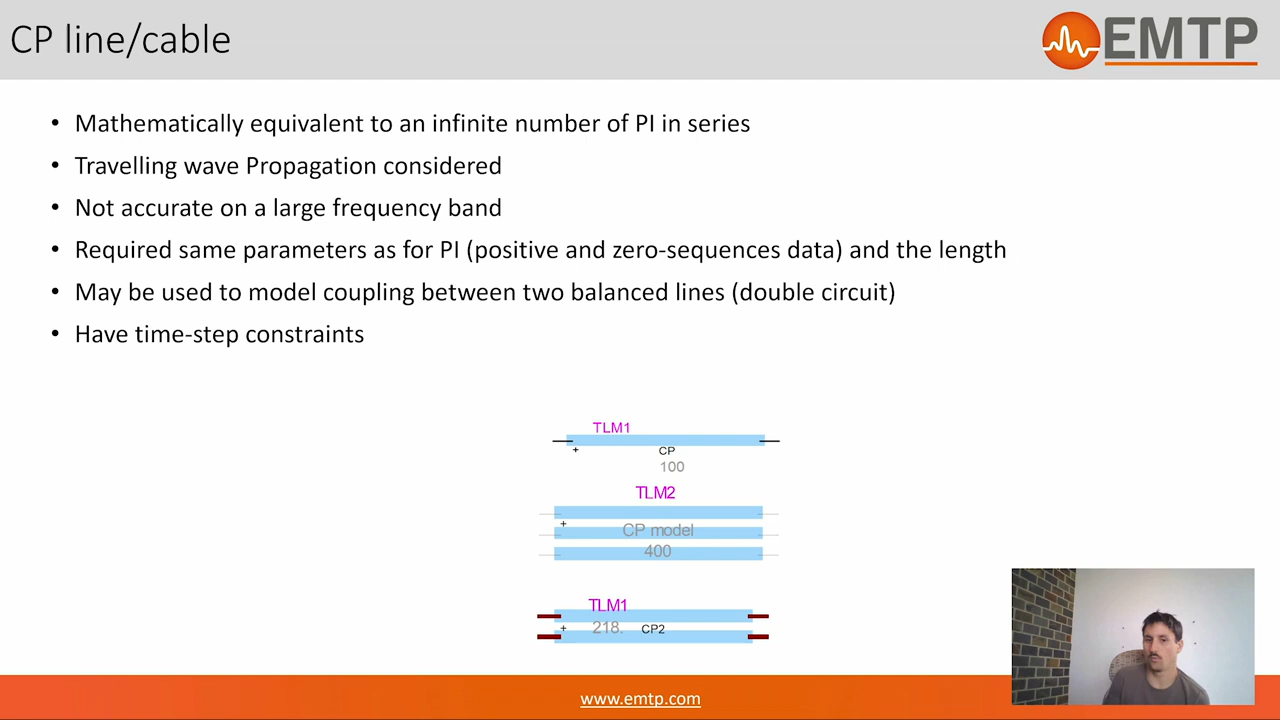 CP line/cable
EMTP
• Mathematically equivalent to an infinite number of PI in series
• Travelling wave Propagation considered
• Not accurate on a large frequency band
• Required same parameters as for PI (positive and zero-sequences data) and the length
• May be used to model coupling between two balanced lines (double circuit)
• Have time-step constraints
TLM1
+ CP
100
TLM2
+ CP model
400
TLM1
+ 218. CP2
www.emtp.com